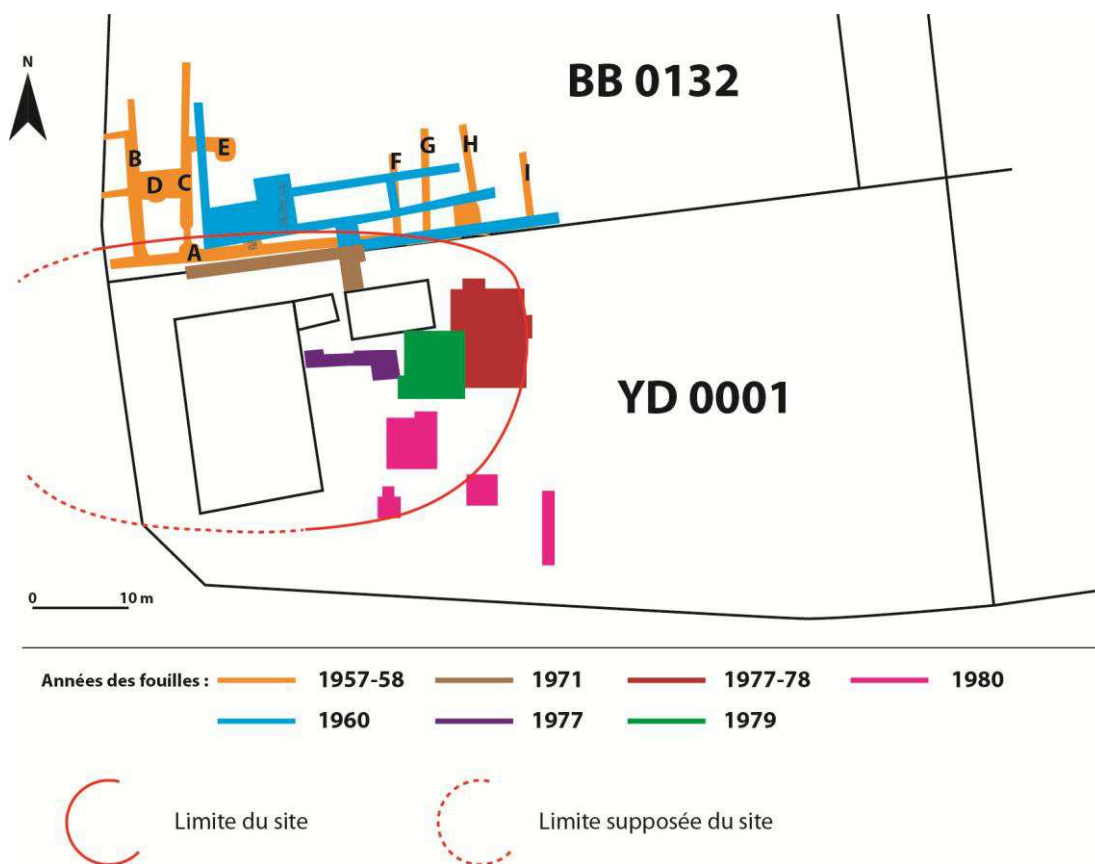 BB 0132
N
B
D
C
E
F
G
H
I
A
YD 0001
0 10 m
Années des fouilles : 1957-58 1971 1977-78 1980
1960 1977 1979
Limite du site Limite supposée du site